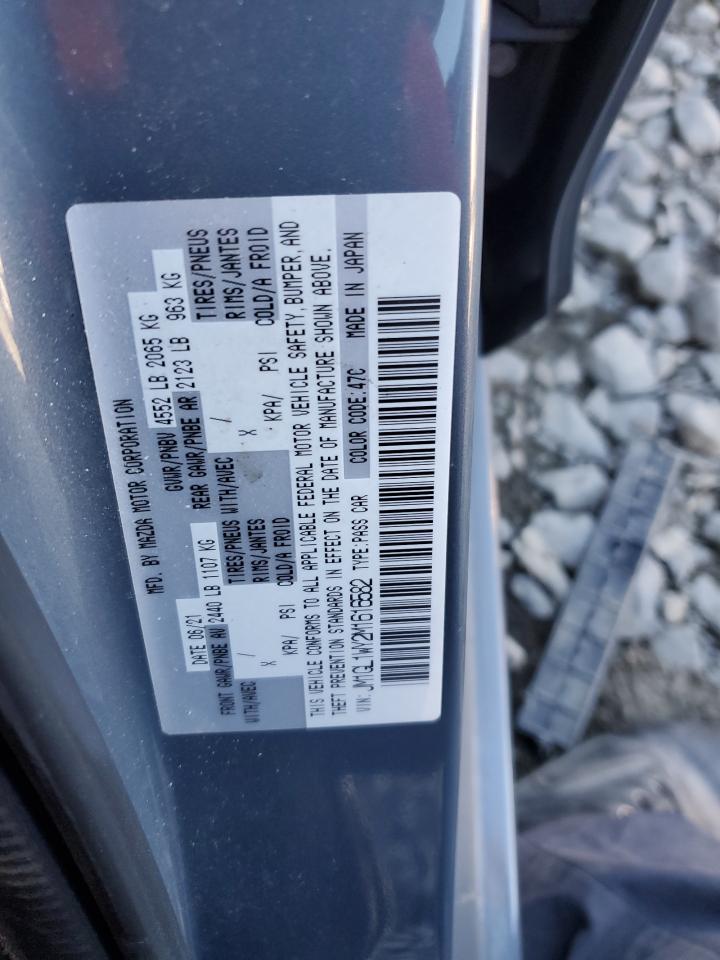 MFD. BY MAZDA MOTOR CORPORATION
DATE 06/21 GVWR/PNBV 4552 LB 2065 KG
FRONT GAWR/PNBE AV 2440 LB 1107 KG REAR GAWR/PNBE AR 2123 LB 963 KG
WITH/AVEC / TIRES/PNEUS WITH/AVEC / TIRES/PNEUS
X RIMS/JANTES X RIMS/JANTES
KPA/ PSI COLD/A FROID KPA/ PSI COLD/A FROID
THIS VEHICLE CONFORMS TO ALL APPLICABLE FEDERAL MOTOR VEHICLE SAFETY, BUMPER, AND
THEFT PREVENTION STANDARDS IN EFFECT ON THE DATE OF MANUFACTURE SHOWN ABOVE.
VIN: JM1GL1WY2M1616582 TYPE:PASS CAR COLOR CODE:47C MADE IN JAPAN